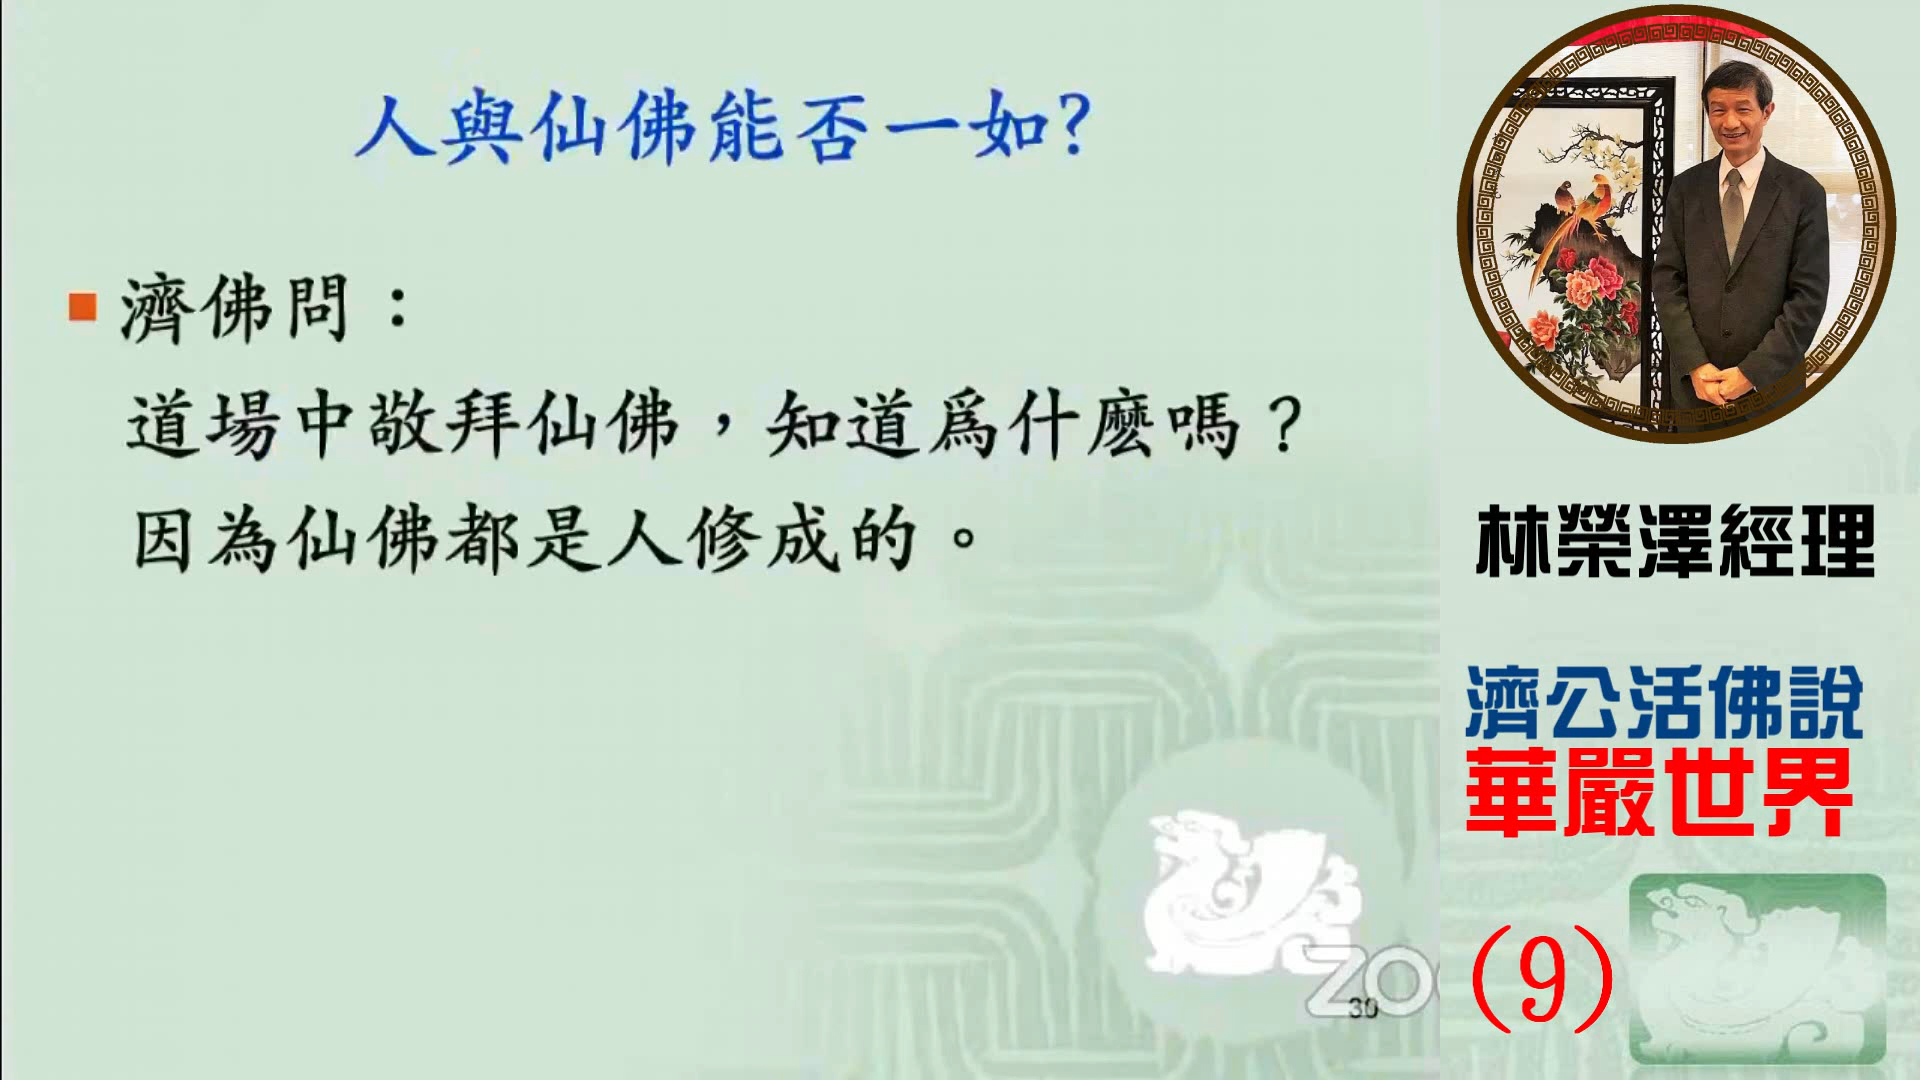 人與仙佛能否一如?
濟佛問：
道場中敬拜仙佛，知道爲什麽嗎？
因為仙佛都是人修成的。
30
林榮澤經理
濟公活佛說
華嚴世界
(9)